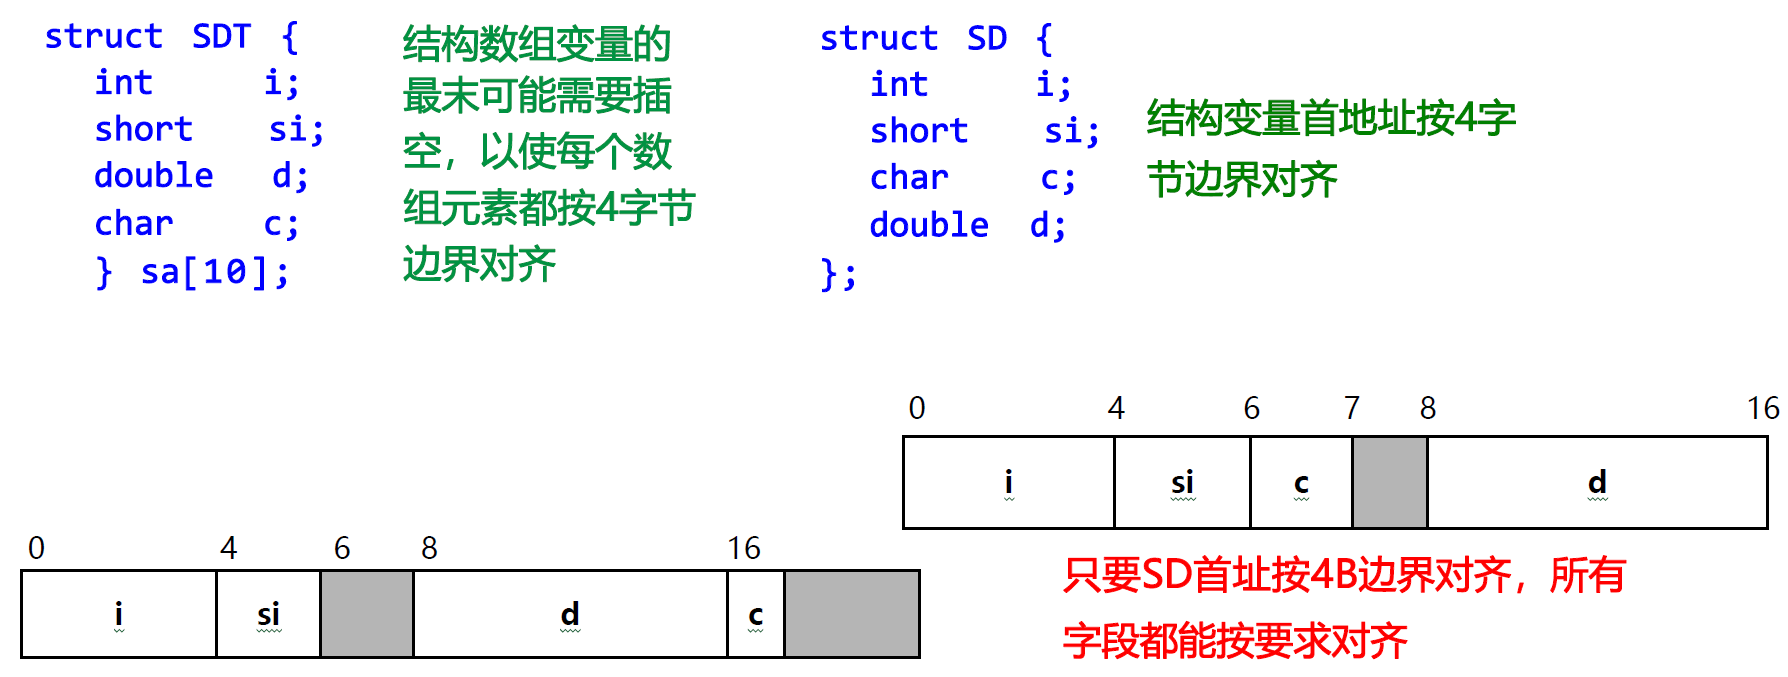 struct SDT {
int i;
short si;
double d;
char c;
} sa[10];
结构数组变量的
最末可能需要插
空，以使每个数
组元素都按4字节
边界对齐
struct SD {
int i;
short si;
char c;
double d;
};
结构变量首地址按4字
节边界对齐
0 4 6 7 8 16
i si c d
只要SD首址按4B边界对齐，所有
字段都能按要求对齐
0 4 6 8 16
i si d c